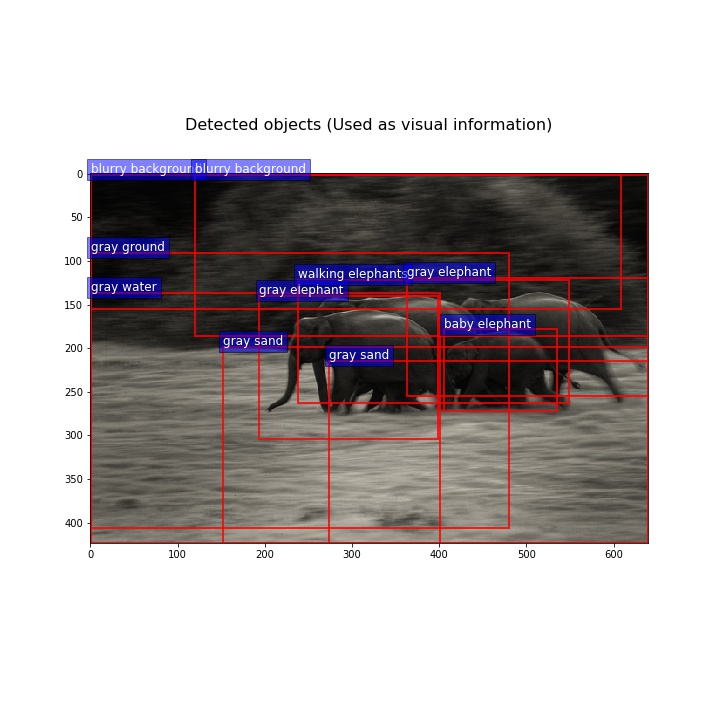 Detected objects (Used as visual information)
blurry background
blurry background
gray ground
walking elephants
gray elephant
gray water
gray elephant
baby elephant
gray sand
gray sand
0
50
100
150
200
250
300
350
400
0 100 200 300 400 500 600